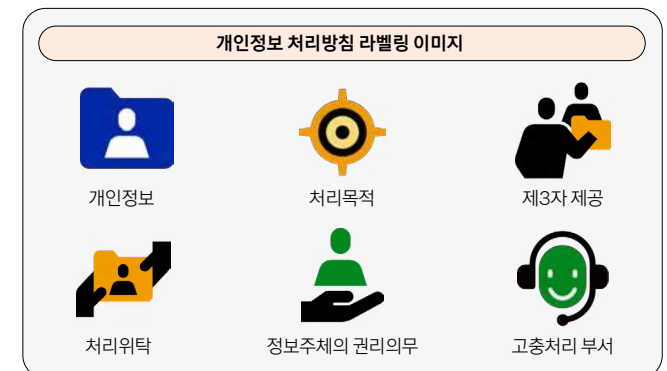 개인정보 처리방침 라벨링 이미지
개인정보
처리목적
제3자 제공
처리위탁
정보주체의 권리의무
고충처리 부서